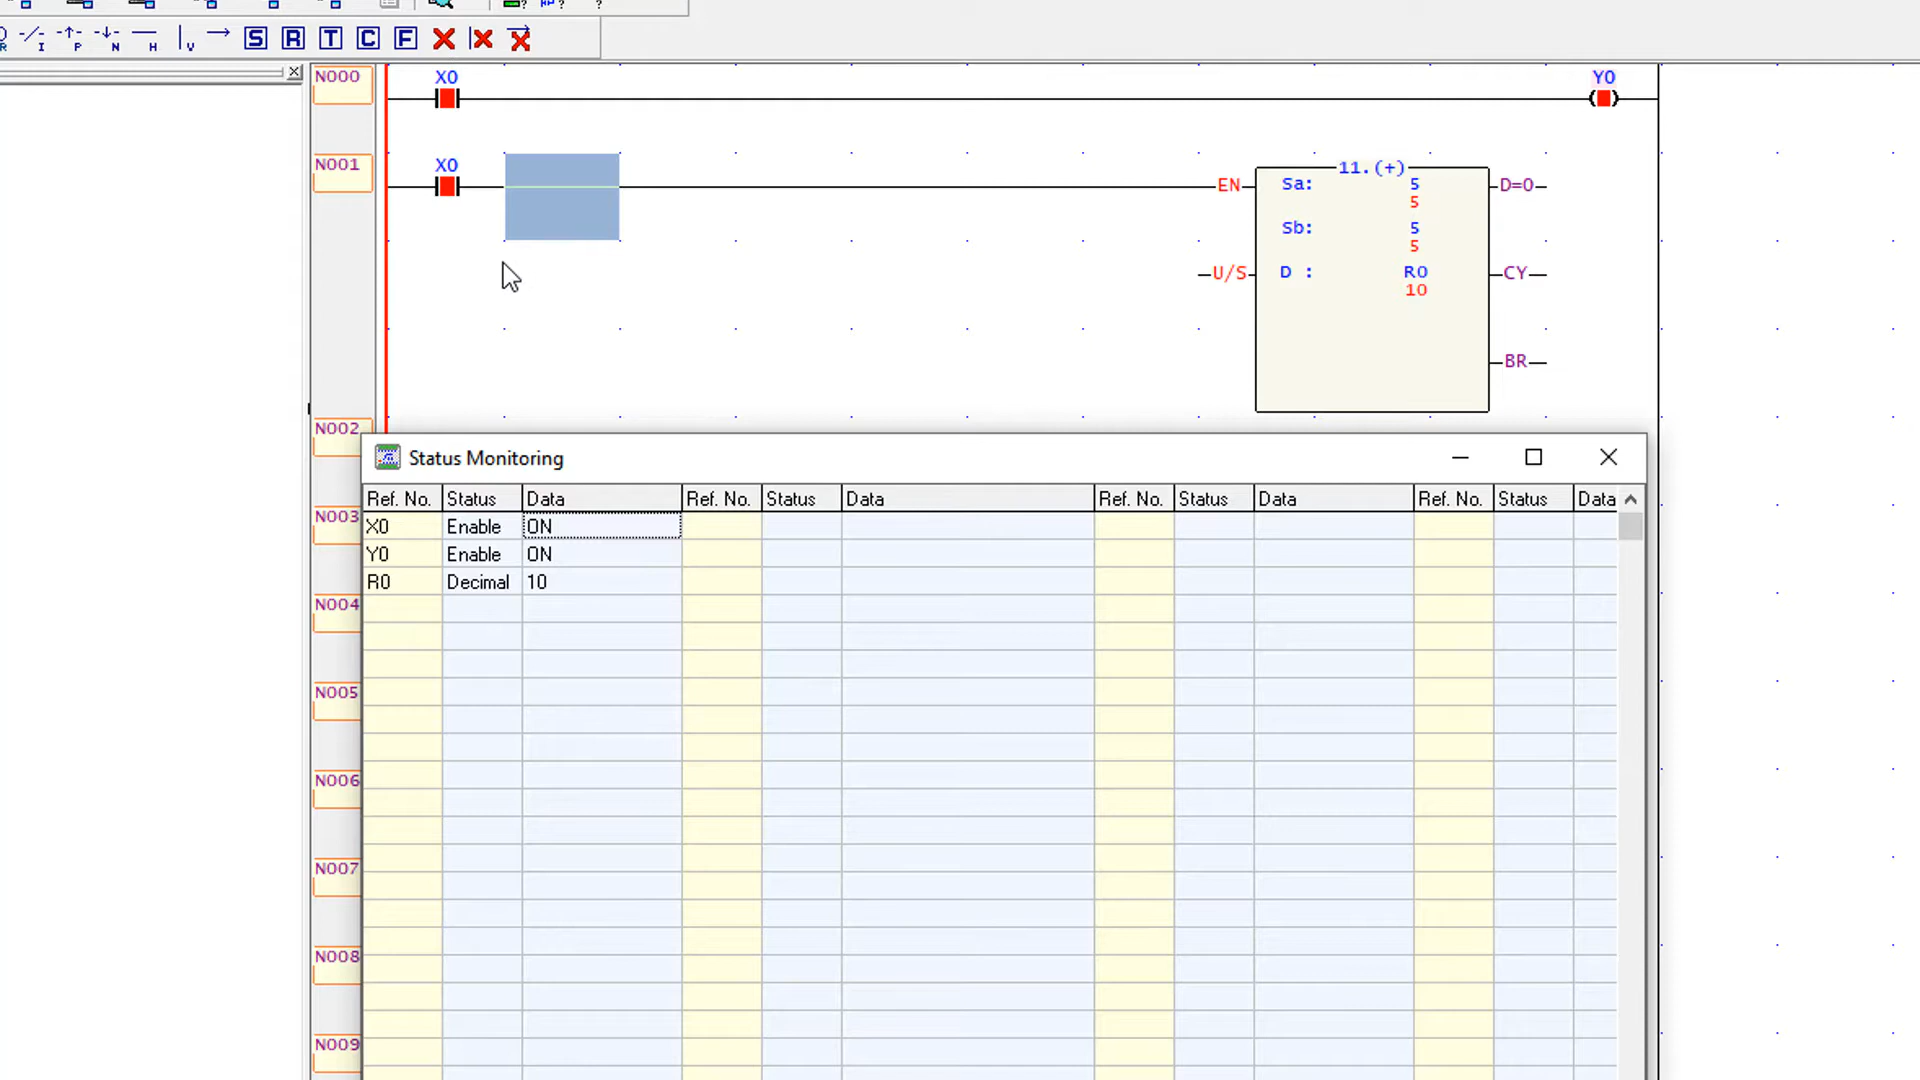 S R T C F
N000 X0 Y0
N001 X0 EN 11.(+) D=0
Sa: 5
5
Sb: 5
5
U/S D : R0 CY
10
BR
N002
Status Monitoring
Ref. No. Status Data Ref. No. Status Data Ref. No. Status Data Ref. No. Status Data
X0 Enable ON
Y0 Enable ON
R0 Decimal 10
N003
N004
N005
N006
N007
N008
N009